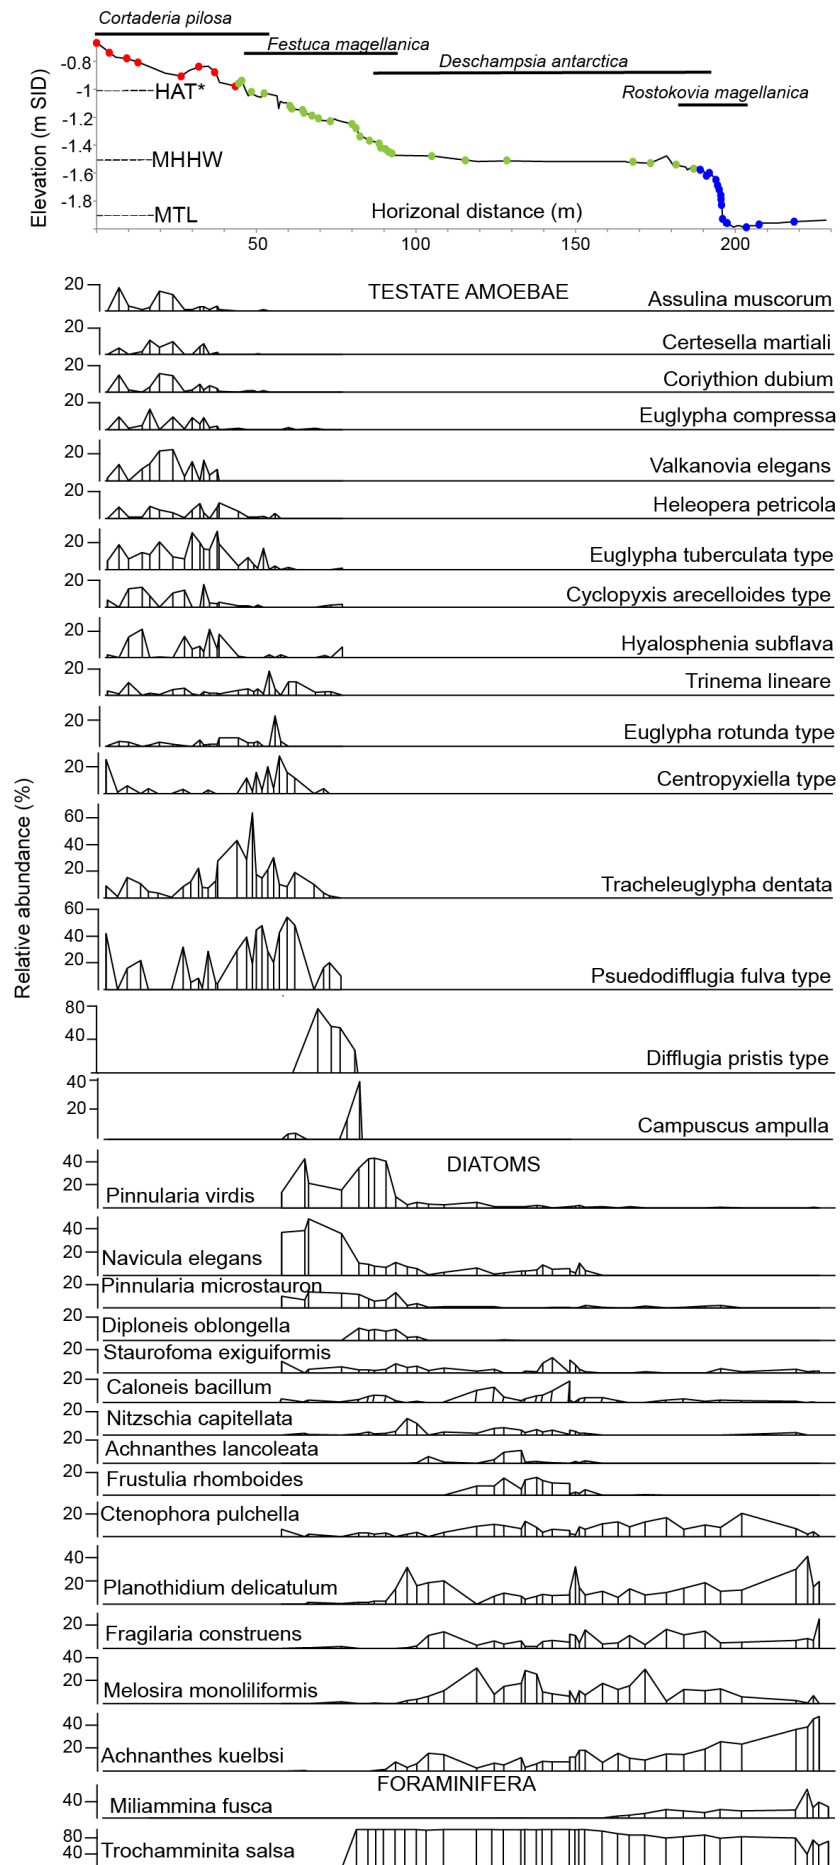 Cortaderia pilosa
Festuca magellanica
Deschampsia antarctica
Rostokovia magellanica
Elevation (m SID)
-0.8
-1
-1.2
-1.4
-1.6
-1.8
HAT*
MHHW
MTL
Horizonal distance (m)
50
100
150
200
Relative abundance (%)
TESTATE AMOEBAE
20
Assulina muscorum
20
Certesella martiali
20
Coriythion dubium
20
Euglypha compressa
20
Valkanovia elegans
20
Heleopera petricola
20
Euglypha tuberculata type
20
Cyclopyxis arecelloides type
20
Hyalosphenia subflava
20
Trinema lineare
20
Euglypha rotunda type
20
Centropyxiella type
60
40
20
Tracheleuglypha dentata
60
40
20
Psuedodifflugia fulva type
80
40
Difflugia pristis type
40
20
Campuscus ampulla
DIATOMS
40
20
Pinnularia virdis
40
20
Navicula elegans
20
Pinnularia microstauron
20
Diploneis oblongella
20
Staurofoma exiguiformis
20
Caloneis bacillum
20
Nitzschia capitellata
20
Achnanthes lancoleata
20
Frustulia rhomboides
20
Ctenophora pulchella
40
20
Planothidium delicatulum
20
Fragilaria construens
40
20
Melosira monoliliformis
40
20
Achnanthes kuelbsi
FORAMINIFERA
40
Miliammina fusca
80
40
Trochamminita salsa